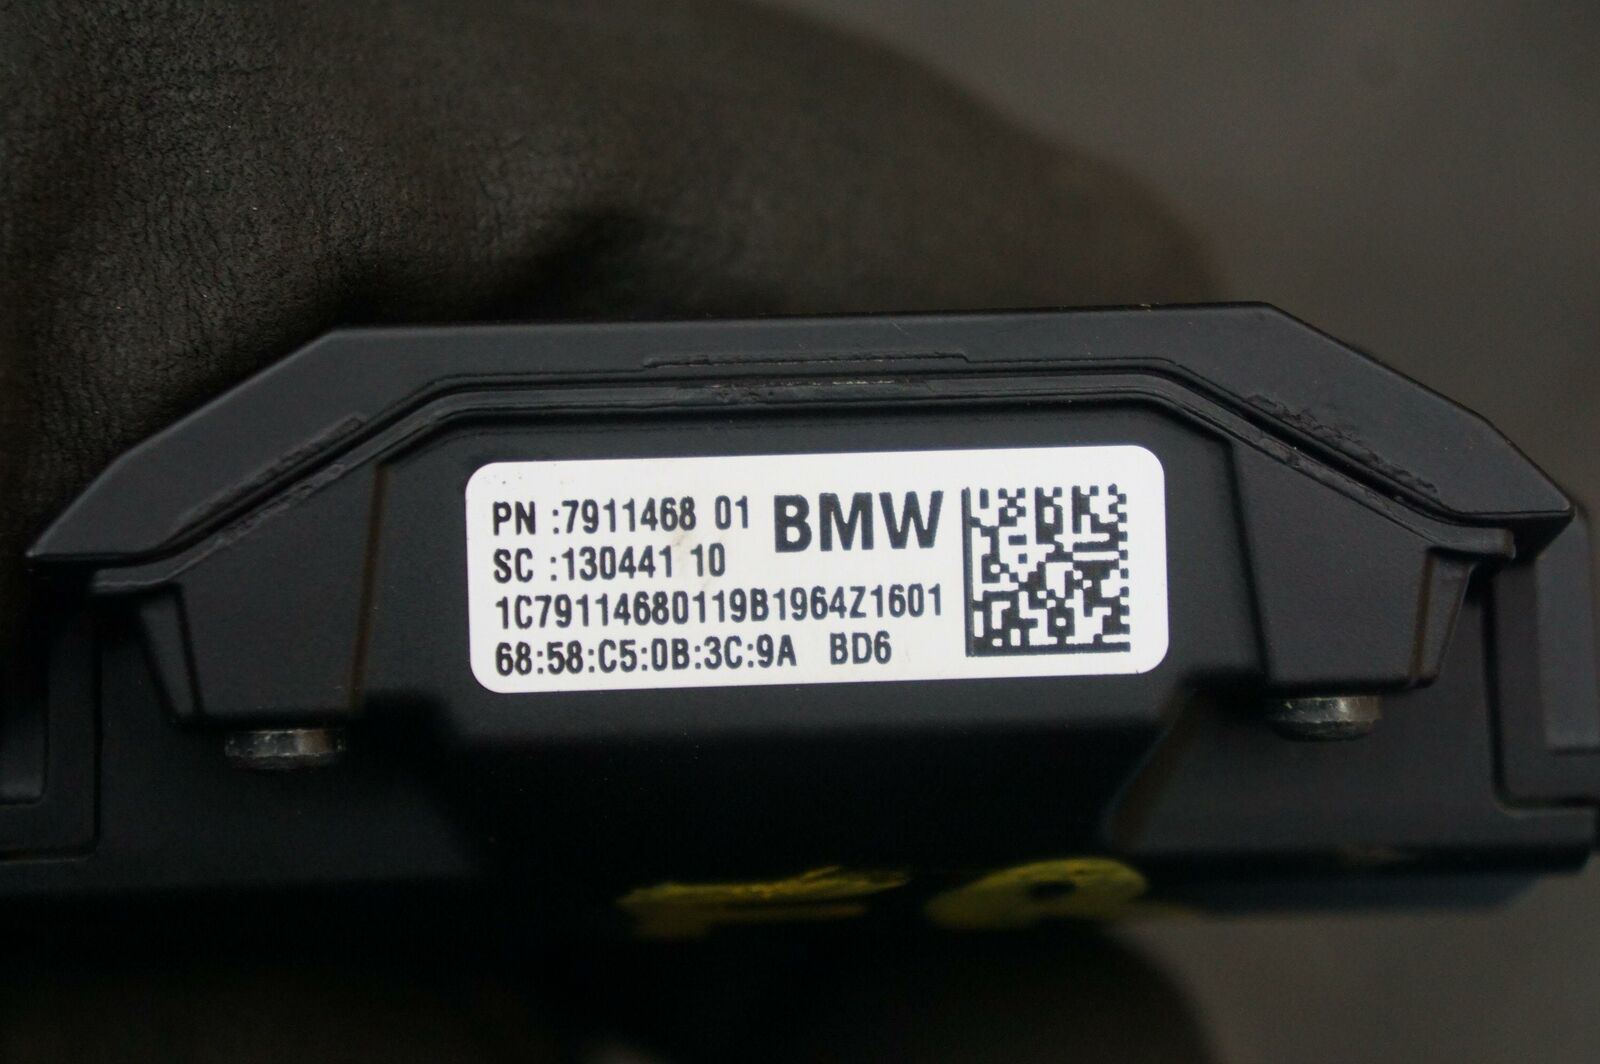 PN :7911468 01 BMW
SC :130441 10
1C79114680119B1964Z1601
68:58:C5:0B:3C:9A BD6